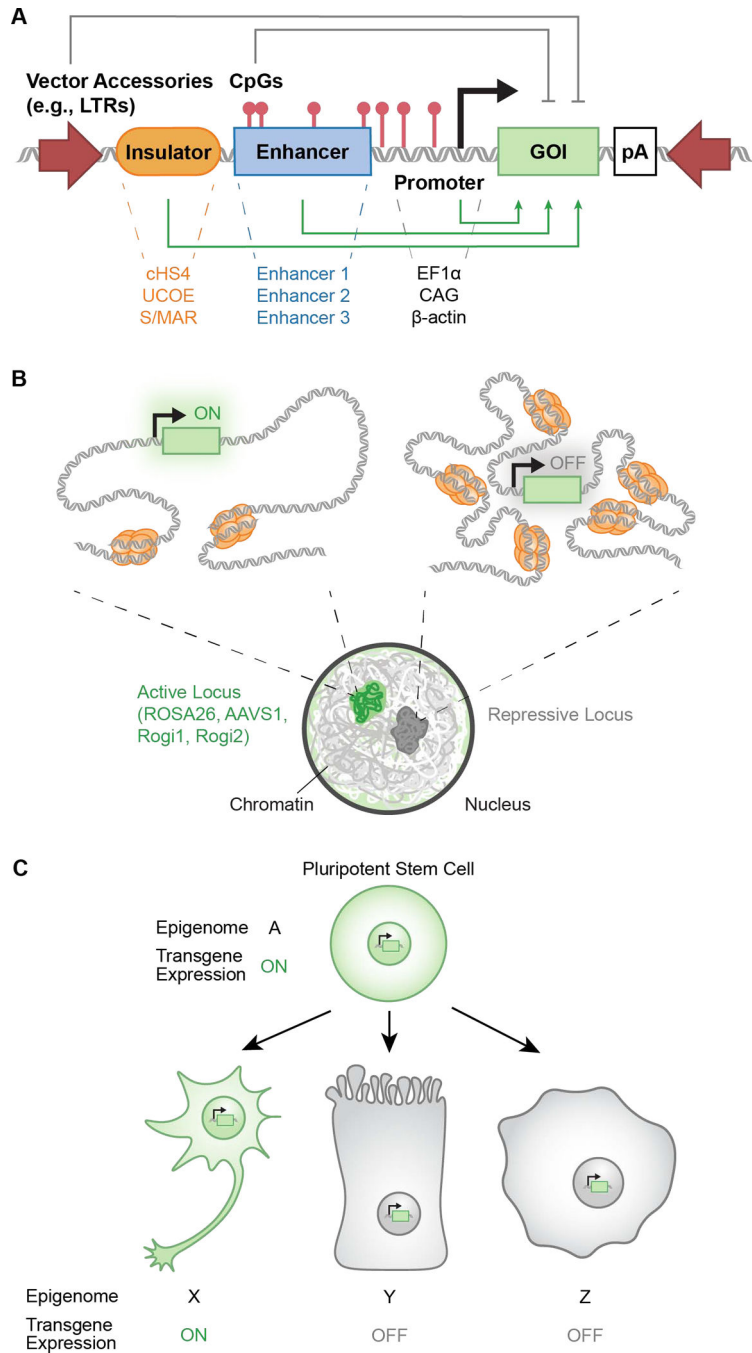 A
Vector Accessories
(e.g., LTRs)
CpGs
Insulator
Enhancer
Promoter
GOI
pA
cHS4
UCOE
S/MAR
Enhancer 1
Enhancer 2
Enhancer 3
EF1α
CAG
β-actin
B
ON
OFF
Active Locus
(ROSA26, AAVS1,
Rogi1, Rogi2)
Repressive Locus
Chromatin
Nucleus
C
Pluripotent Stem Cell
Epigenome A
Transgene
Expression ON
Epigenome X Y Z
Transgene
Expression ON OFF OFF